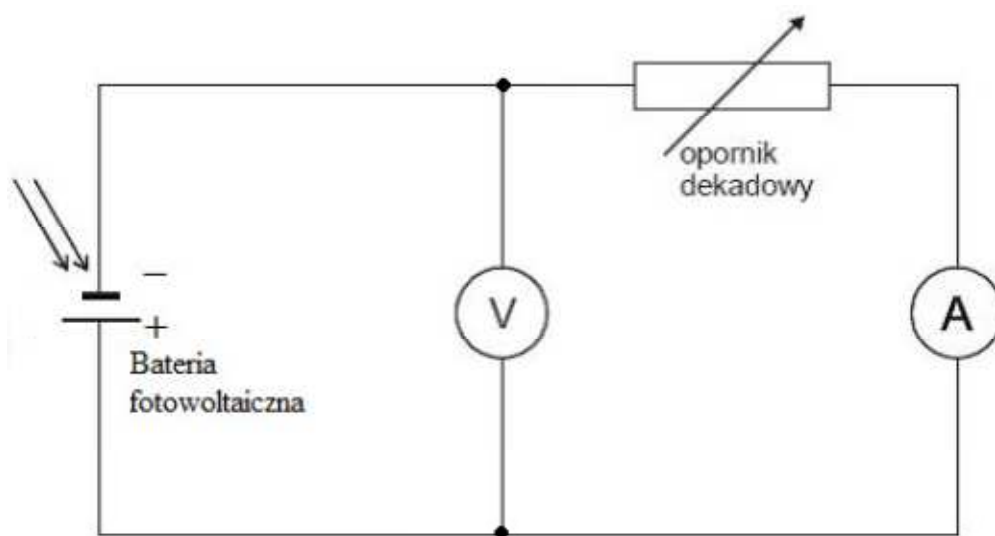 opornik
dekadowy
−
+
Bateria
fotowoltaiczna
V
A